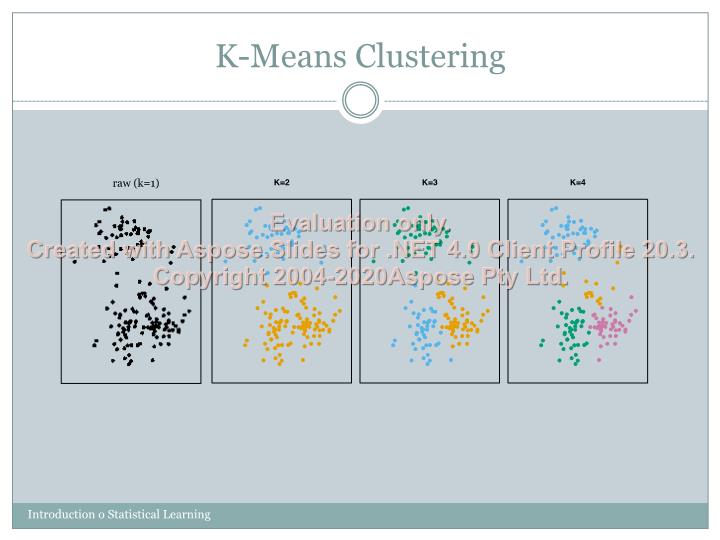 K-Means Clustering
raw (k=1)
K=2
K=3
K=4
Evaluation only.
Created with Aspose.Slides for .NET 4.0 Client Profile 20.3.
Copyright 2004-2020Aspose Pty Ltd.
Introduction o Statistical Learning